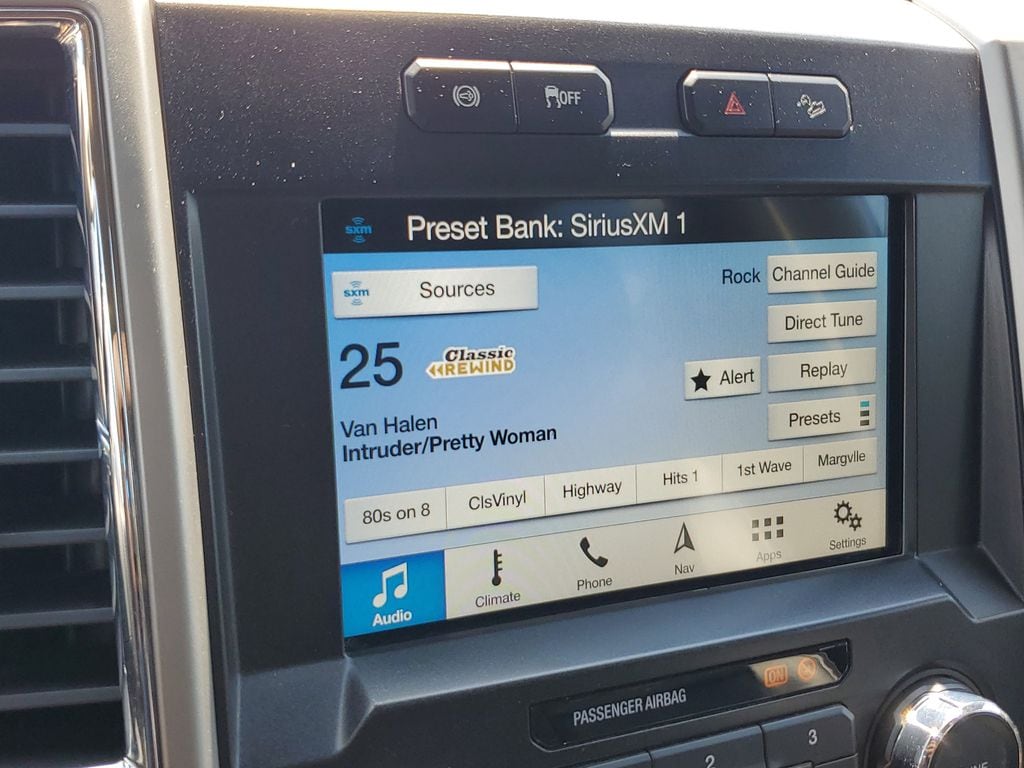 OFF
sxm Preset Bank: SiriusXM 1
sxm Sources
Rock
Channel Guide
Direct Tune
25 Classic REWIND
Alert
Replay
Presets
Van Halen
Intruder/Pretty Woman
80s on 8 ClsVinyl Highway Hits 1 1st Wave Margvlle
Audio Climate Phone Nav Apps Settings
PASSENGER AIRBAG ON
2 3